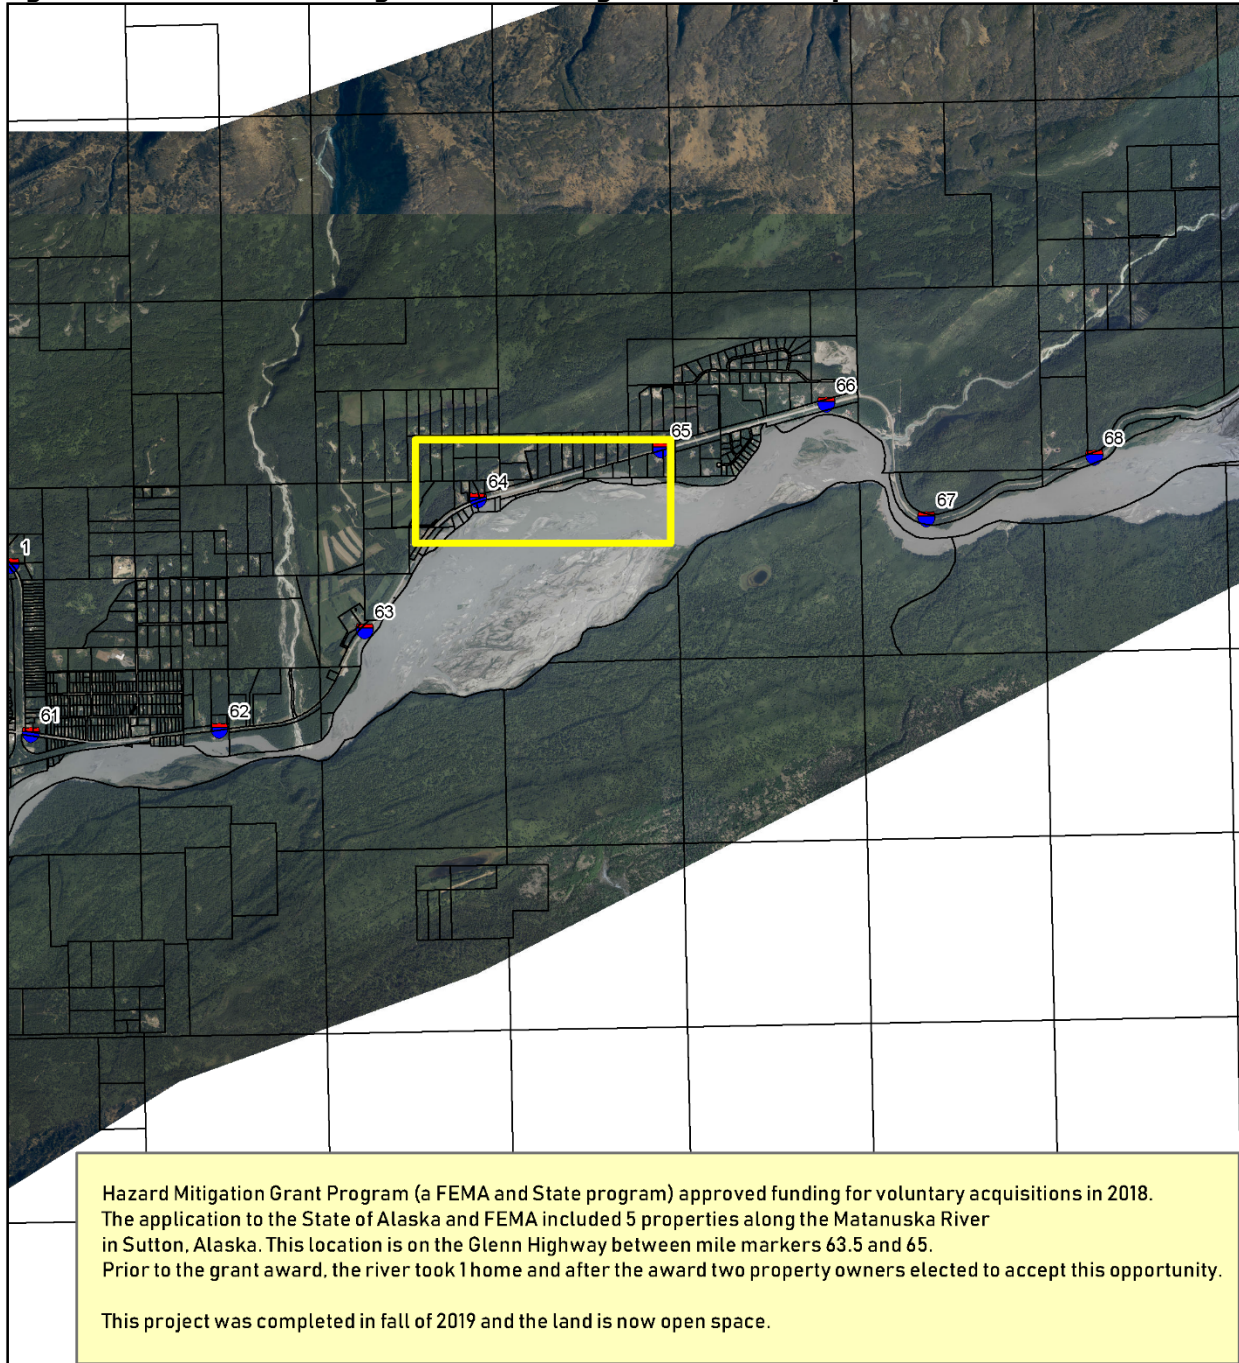 66
65
68
64
67
1
63
61
62
Hazard Mitigation Grant Program (a FEMA and State program) approved funding for voluntary acquisitions in 2018.
The application to the State of Alaska and FEMA included 5 properties along the Matanuska River
in Sutton, Alaska. This location is on the Glenn Highway between mile markers 63.5 and 65.
Prior to the grant award, the river took 1 home and after the award two property owners elected to accept this opportunity.
This project was completed in fall of 2019 and the land is now open space.